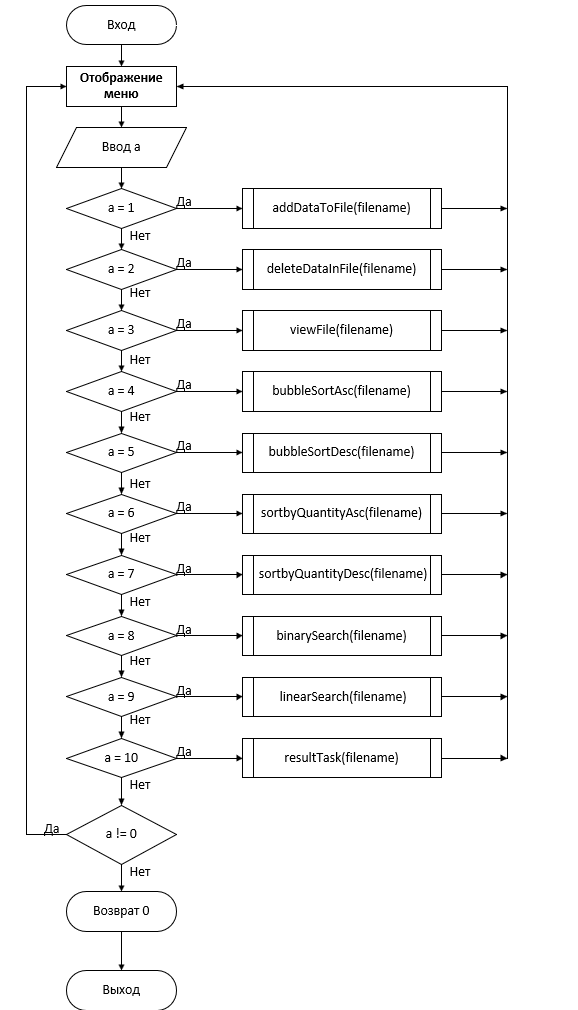 Вход
Отображение
меню
Ввод a
a = 1
Да
addDataToFile(filename)
Нет
a = 2
Да
deleteDataInFile(filename)
Нет
a = 3
Да
viewFile(filename)
Нет
a = 4
Да
bubbleSortAsc(filename)
Нет
a = 5
Да
bubbleSortDesc(filename)
Нет
a = 6
Да
sortbyQuantityAsc(filename)
Нет
a = 7
Да
sortbyQuantityDesc(filename)
Нет
a = 8
Да
binarySearch(filename)
Нет
a = 9
Да
linearSearch(filename)
Нет
a = 10
Да
resultTask(filename)
Нет
Да
a != 0
Нет
Возврат 0
Выход